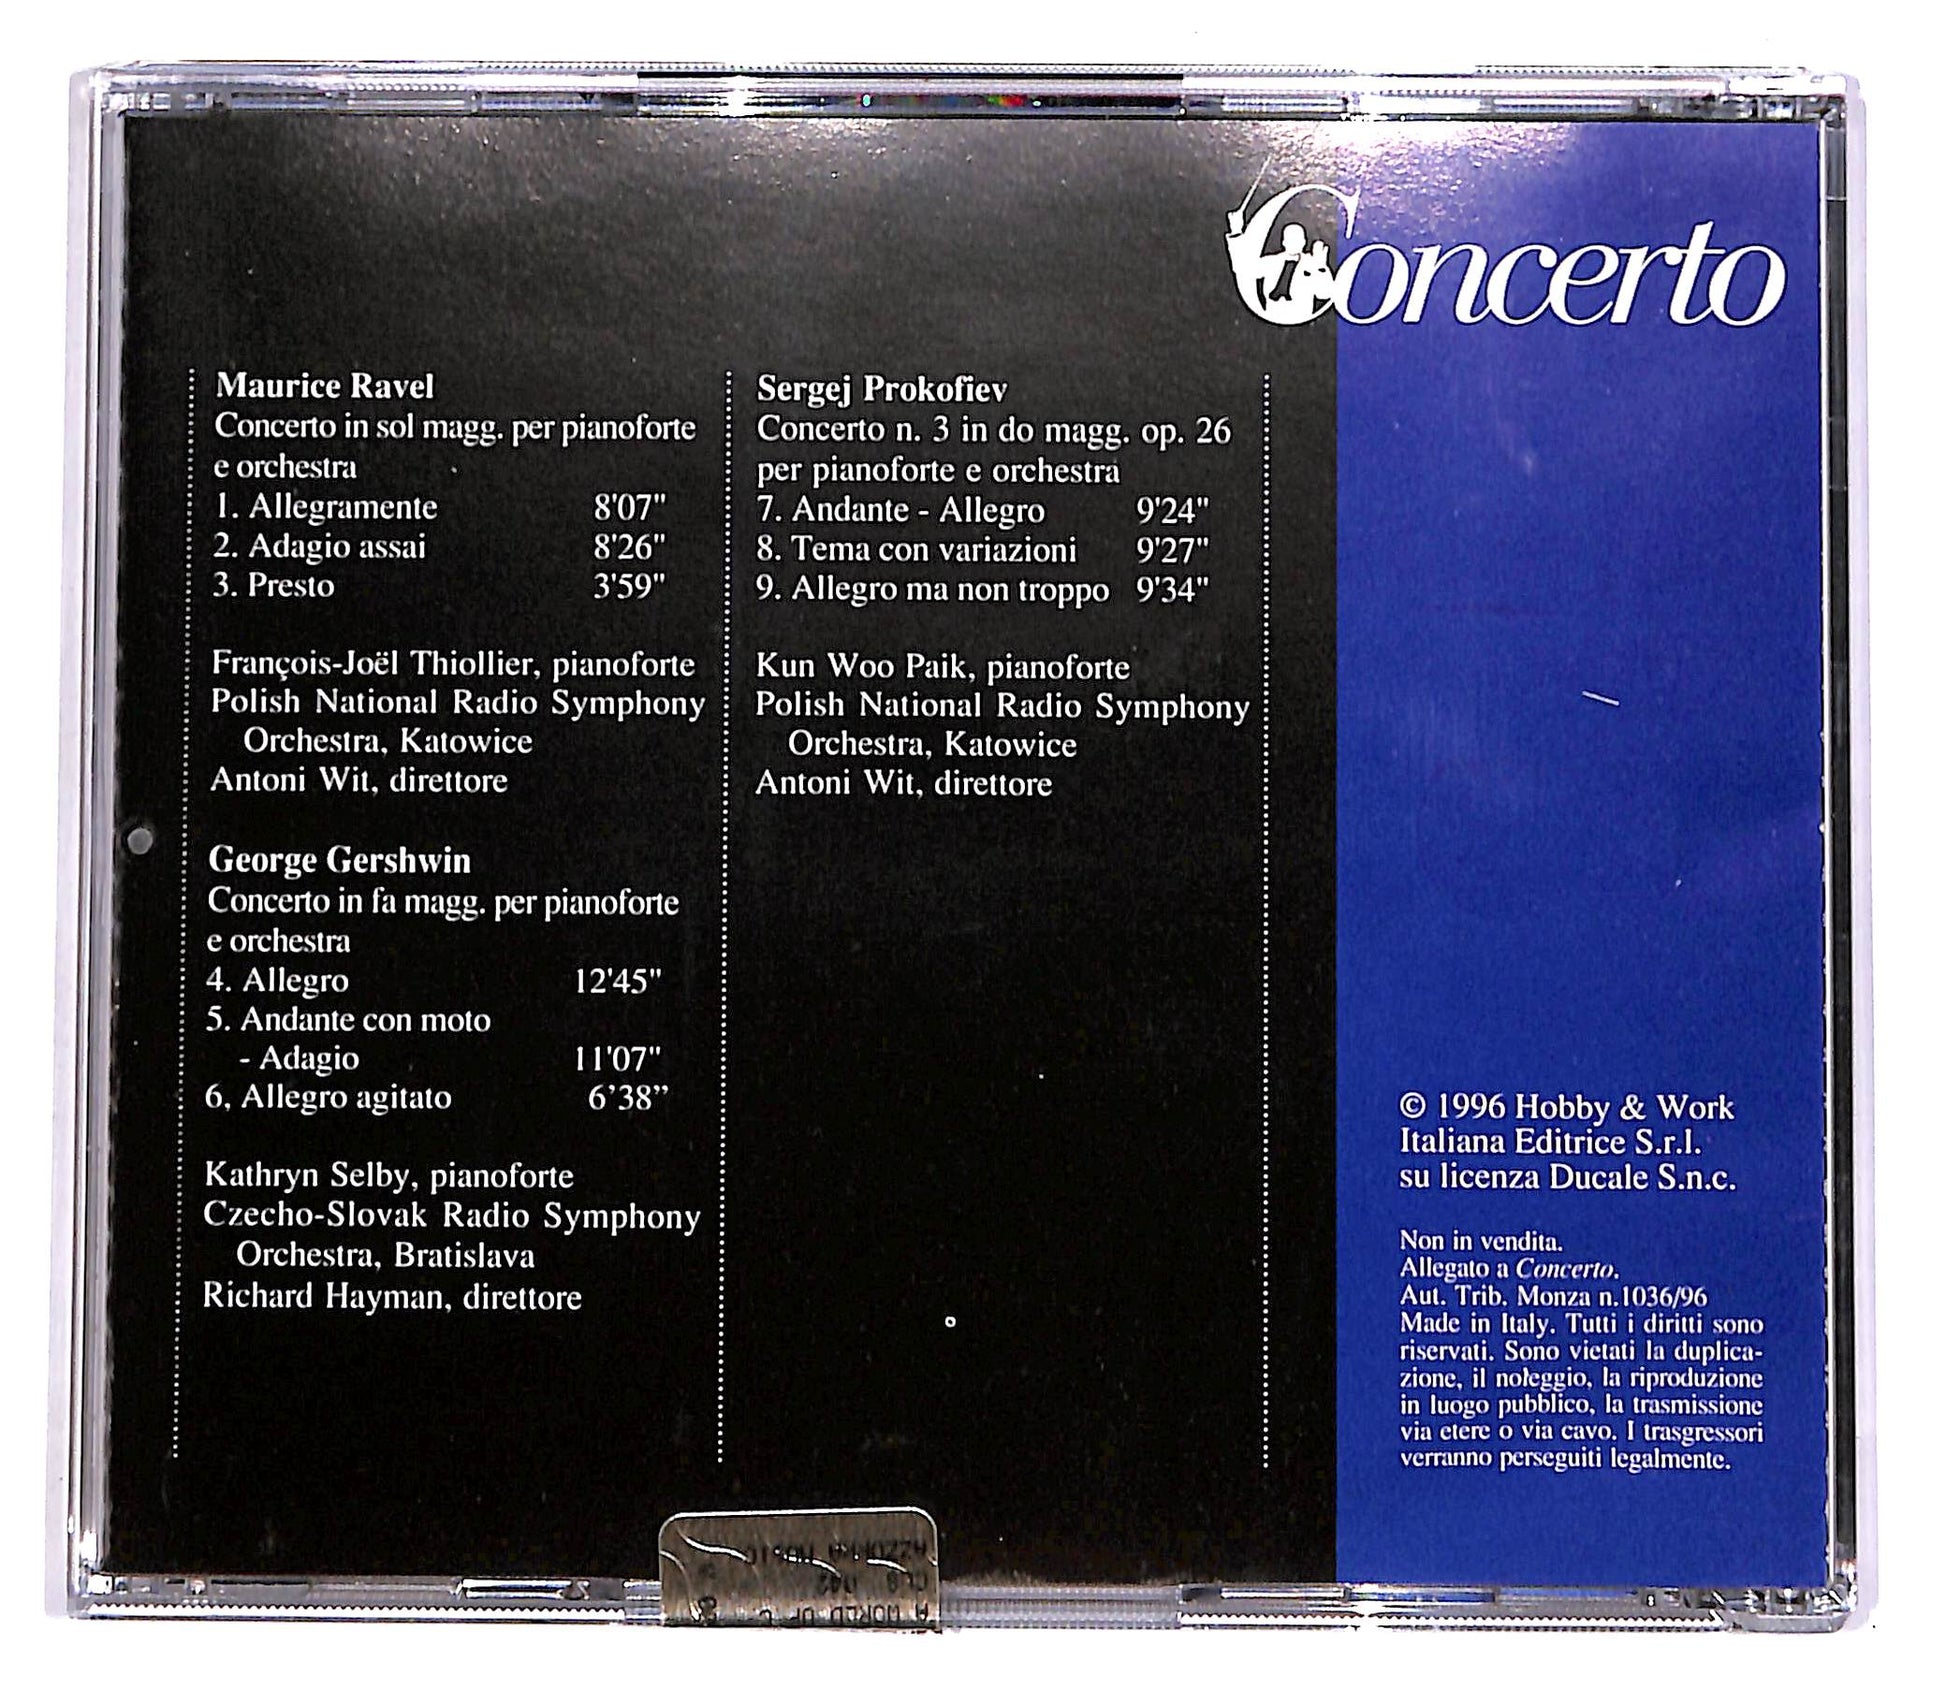 Concerto
Maurice Ravel
Concerto in sol magg. per pianoforte
e orchestra
1. Allegramente 8'07"
2. Adagio assai 8'26"
3. Presto 3'59"
François-Joël Thiollier, pianoforte
Polish National Radio Symphony
Orchestra, Katowice
Antoni Wit, direttore
George Gershwin
Concerto in fa magg. per pianoforte
e orchestra
4. Allegro 12'45"
5. Andante con moto
- Adagio 11'07"
6, Allegro agitato 6’38”
Kathryn Selby, pianoforte
Czecho-Slovak Radio Symphony
Orchestra, Bratislava
Richard Hayman, direttore
Sergej Prokofiev
Concerto n. 3 in do magg. op. 26
per pianoforte e orchestra
7. Andante - Allegro 9'24"
8. Tema con variazioni 9'27"
9. Allegro ma non troppo 9'34"
Kun Woo Paik, pianoforte
Polish National Radio Symphony
Orchestra, Katowice
Antoni Wit, direttore
© 1996 Hobby & Work
Italiana Editrice S.r.l.
su licenza Ducale S.n.c.
Non in vendita.
Allegato a Concerto.
Aut. Trib. Monza n.1036/96
Made in Italy. Tutti i diritti sono
riservati. Sono vietati la duplica-
zione, il noleggio, la riproduzione
in luogo pubblico, la trasmissione
via etere o via cavo. I trasgressori
verranno perseguiti legalmente.
A WORLD OF